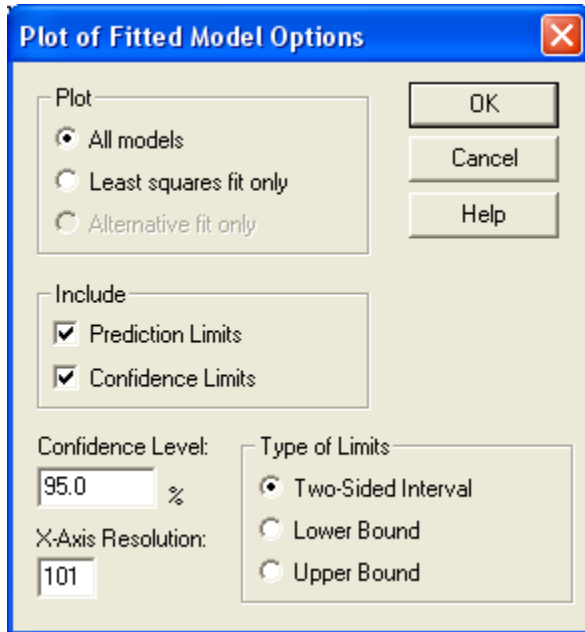 Plot of Fitted Model Options
Plot
All models
Least squares fit only
Alternative fit only
OK
Cancel
Help
Include
Prediction Limits
Confidence Limits
Confidence Level:
95.0 %
X-Axis Resolution:
101
Type of Limits
Two-Sided Interval
Lower Bound
Upper Bound